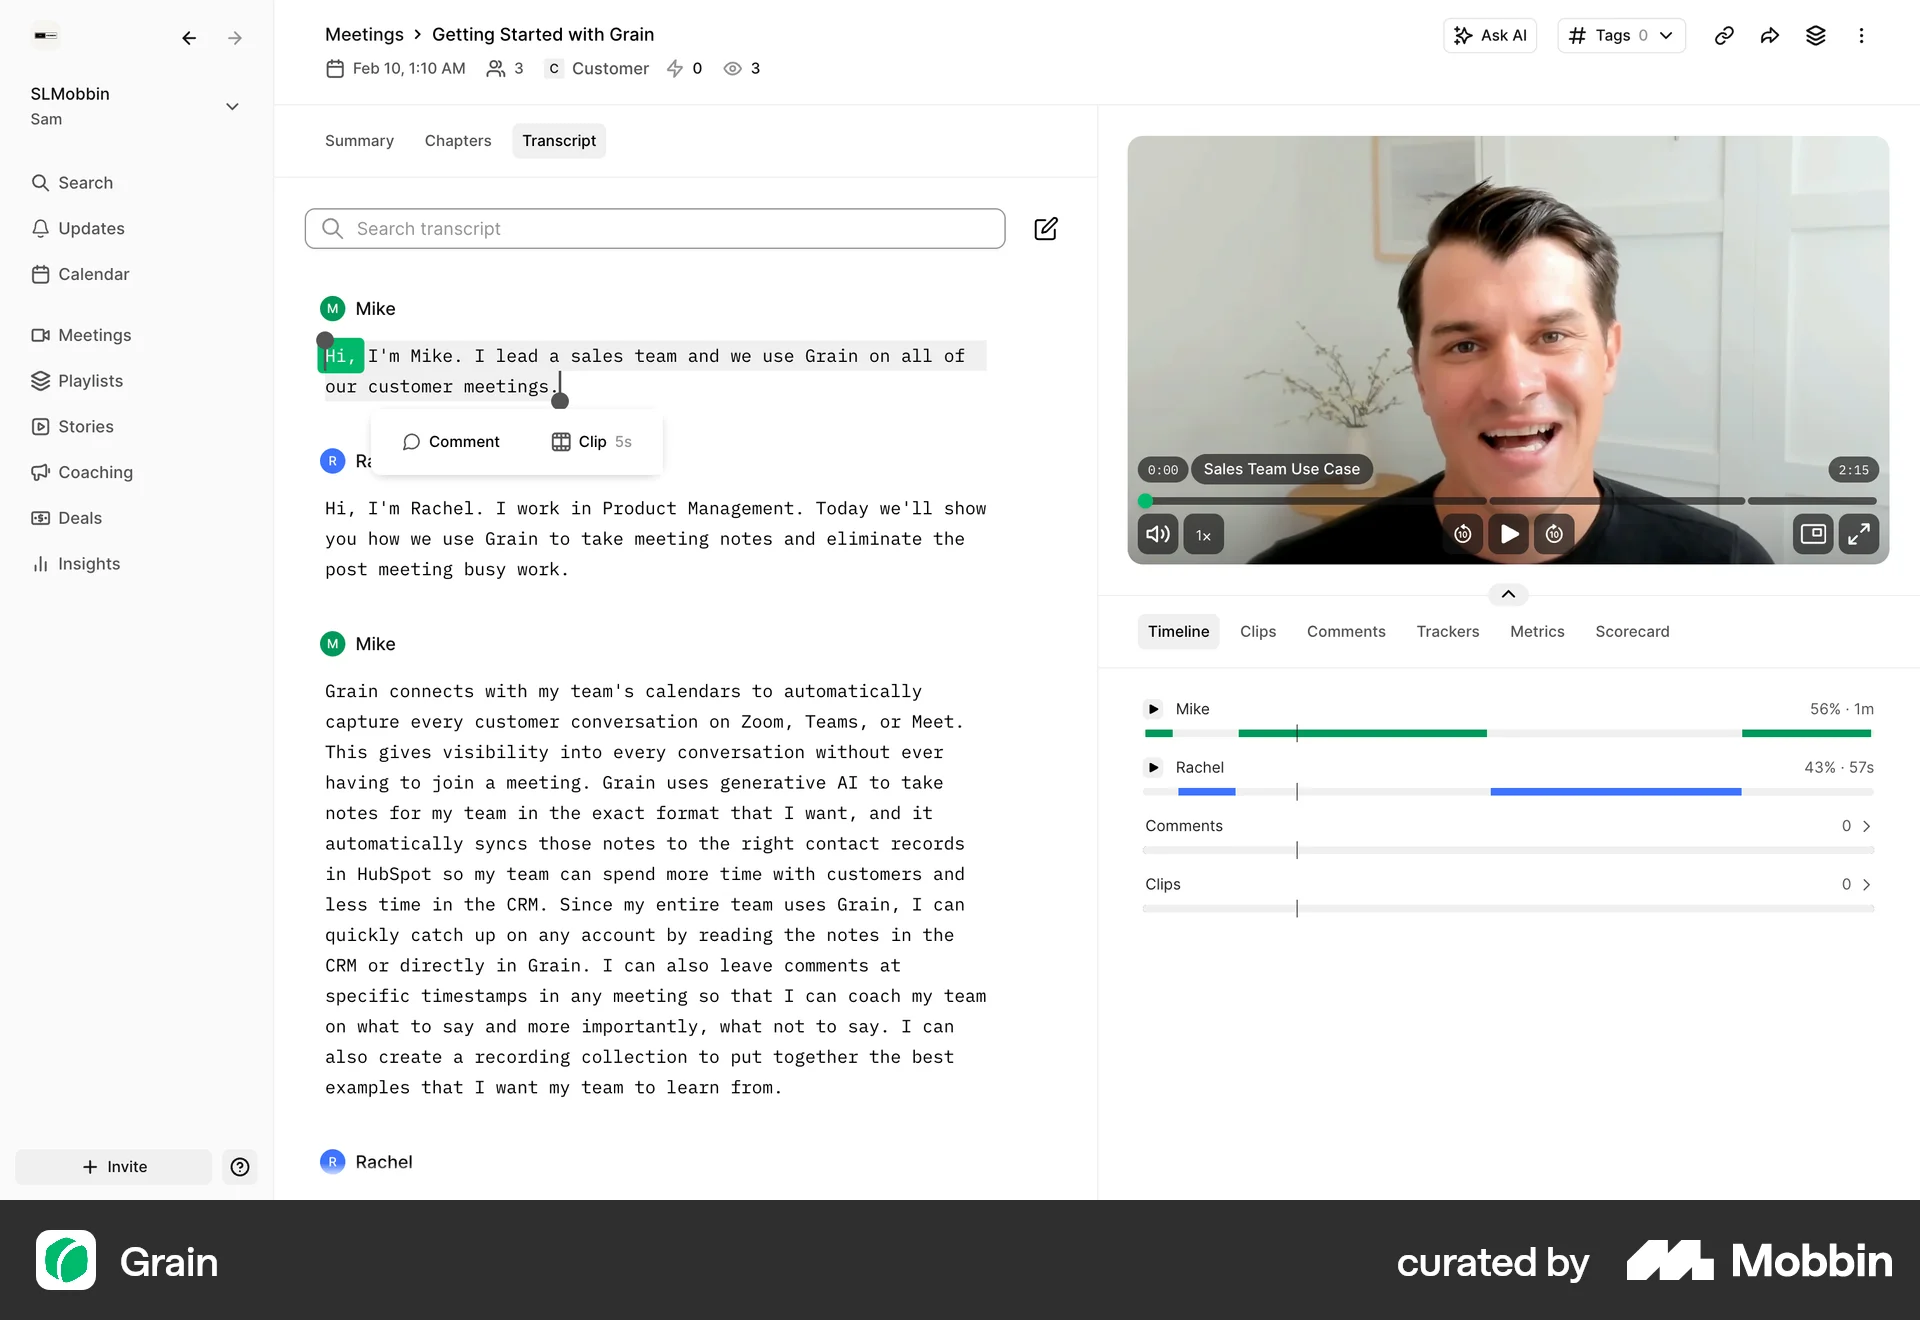 SLMobbin
Sam
Search
Updates
Calendar
Meetings
Playlists
Stories
Coaching
Deals
Insights
Invite
Meetings > Getting Started with Grain
Feb 10, 1:10 AM 3 C Customer 0 3
Ask AI
Tags 0
Summary Chapters Transcript
Search transcript
M Mike
Hi, I'm Mike. I lead a sales team and we use Grain on all of
our customer meetings.
Comment Clip 5s
R Ra
Hi, I'm Rachel. I work in Product Management. Today we'll show
you how we use Grain to take meeting notes and eliminate the
post meeting busy work.
M Mike
Grain connects with my team's calendars to automatically
capture every customer conversation on Zoom, Teams, or Meet.
This gives visibility into every conversation without ever
having to join a meeting. Grain uses generative AI to take
notes for my team in the exact format that I want, and it
automatically syncs those notes to the right contact records
in HubSpot so my team can spend more time with customers and
less time in the CRM. Since my entire team uses Grain, I can
quickly catch up on any account by reading the notes in the
CRM or directly in Grain. I can also leave comments at
specific timestamps in any meeting so that I can coach my team
on what to say and more importantly, what not to say. I can
also create a recording collection to put together the best
examples that I want my team to learn from.
R Rachel
0:00 Sales Team Use Case 2:15
1x 10 10
Timeline Clips Comments Trackers Metrics Scorecard
Mike 56% · 1m
Rachel 43% · 57s
Comments 0
Clips 0
Grain
curated by Mobbin